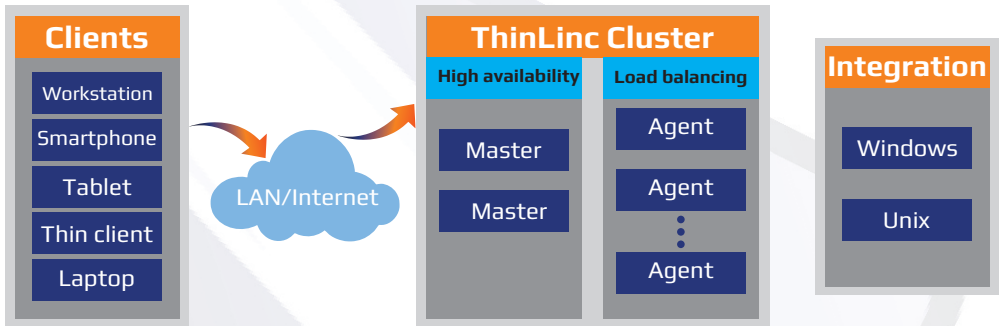 Clients
Workstation
Smartphone
Tablet
Thin client
Laptop
LAN/Internet
ThinLinc Cluster
High availability
Master
Master
Load balancing
Agent
Agent
Agent
Integration
Windows
Unix